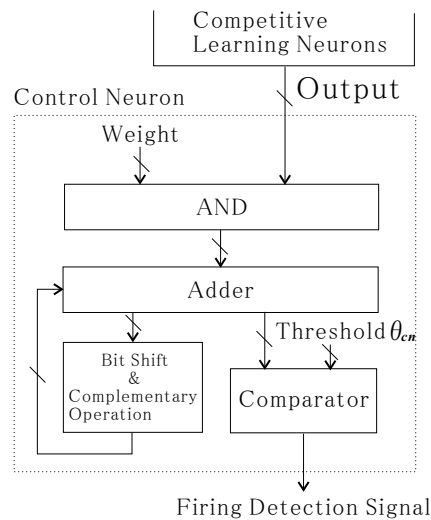 Competitive
Learning Neurons
Output
Control Neuron
Weight
AND
Adder
Threshold θcn
Bit Shift
&
Complementary
Operation
Comparator
Firing Detection Signal